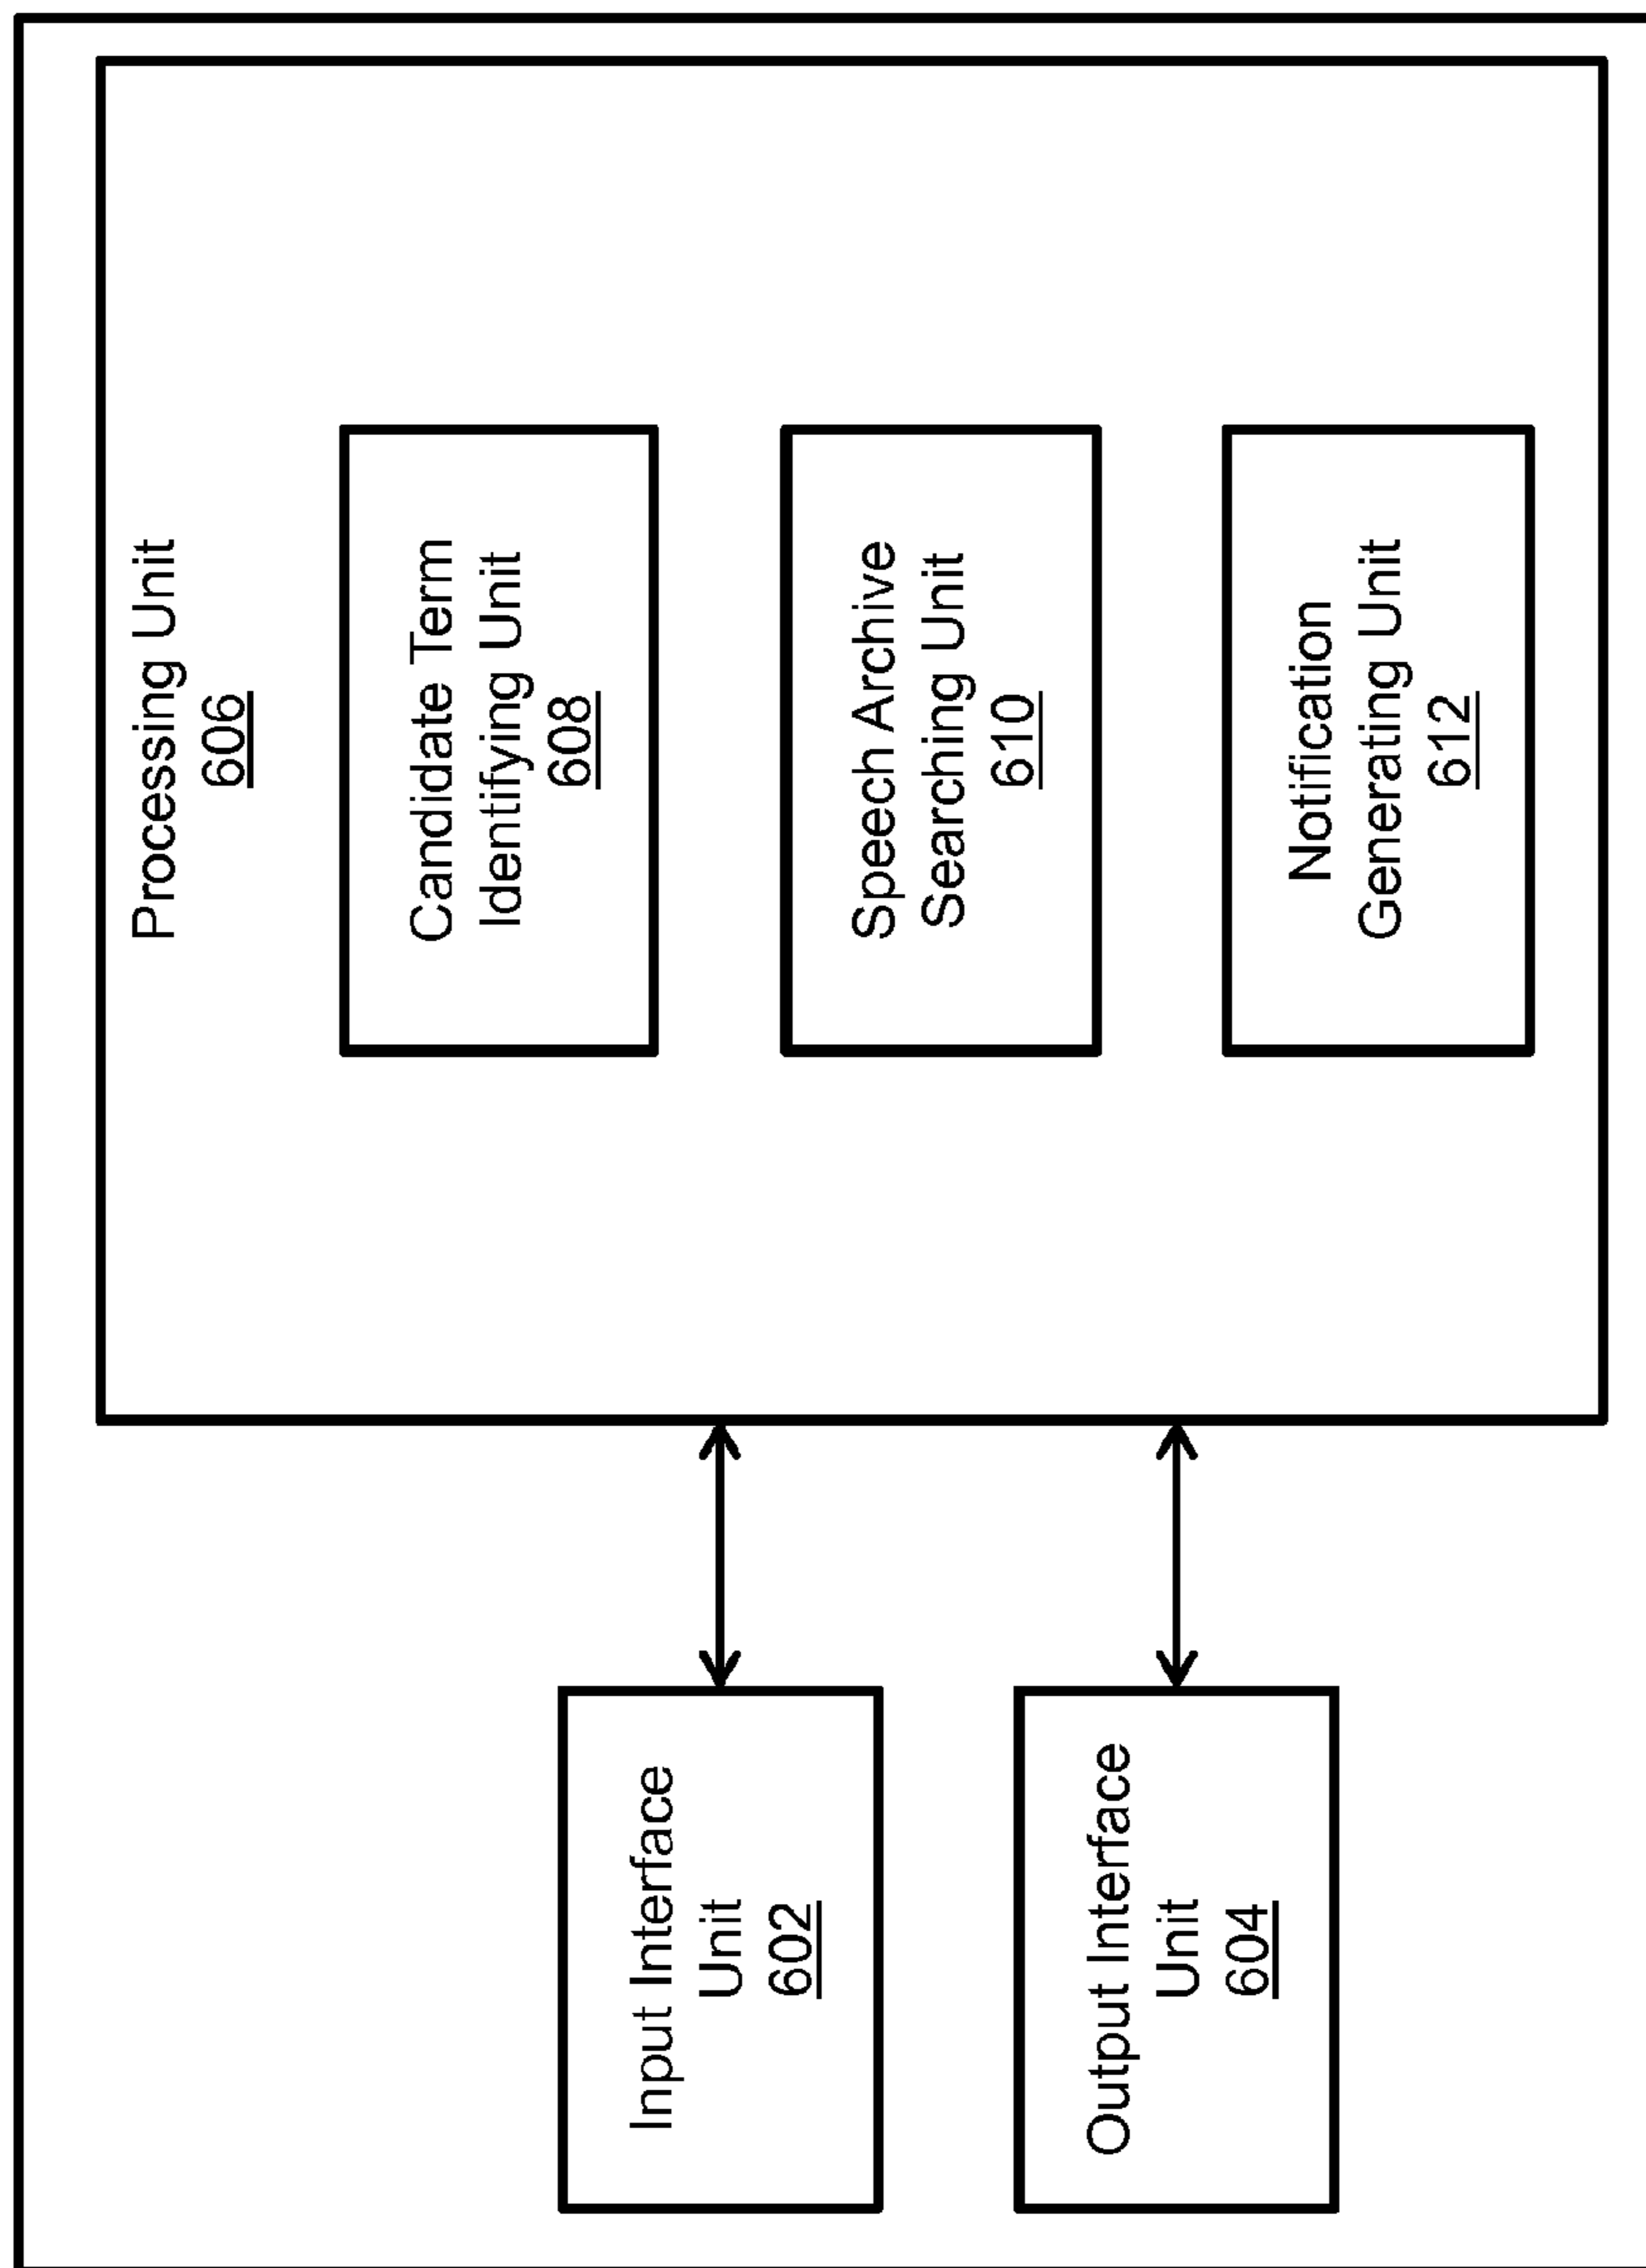 Processing Unit
606
Candidate Term
Identifying Unit
608
Speech Archive
Searching Unit
610
Notification
Generating Unit
612
Input Interface
Unit
602
Output Interface
Unit
604